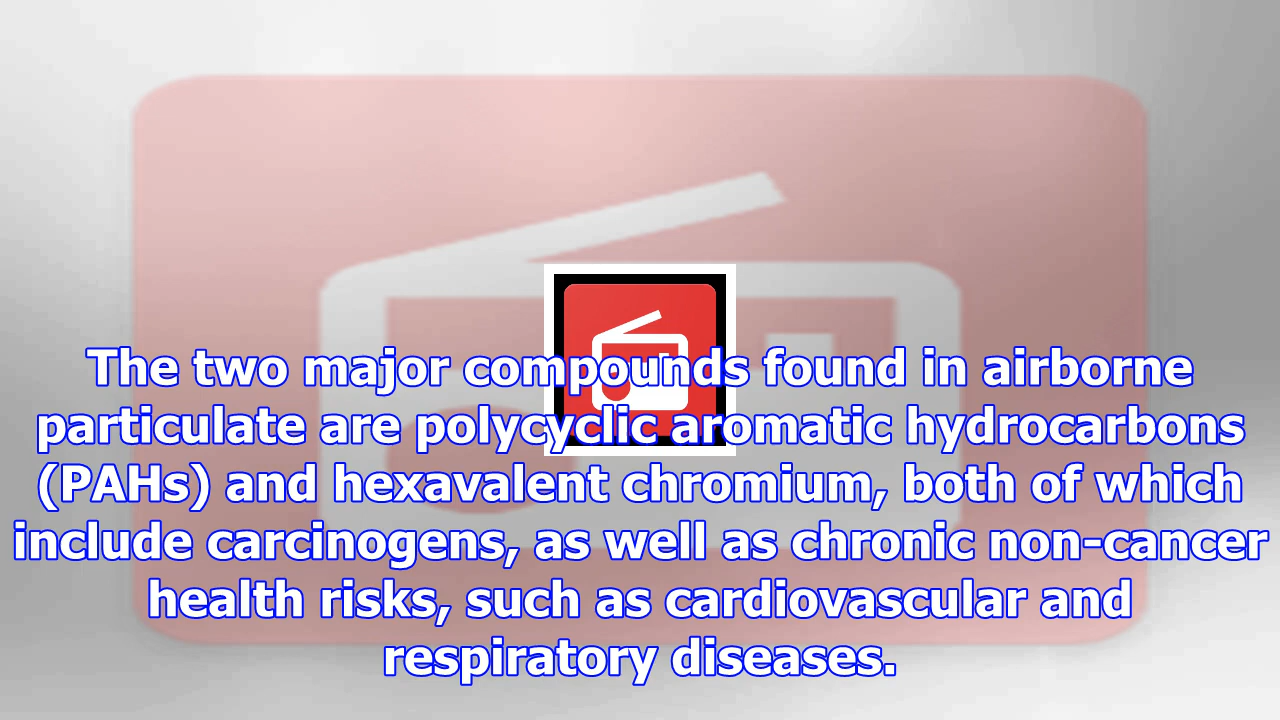 The two major compounds found in airborne
particulate are polycyclic aromatic hydrocarbons
(PAHs) and hexavalent chromium, both of which
include carcinogens, as well as chronic non-cancer
health risks, such as cardiovascular and
respiratory diseases.